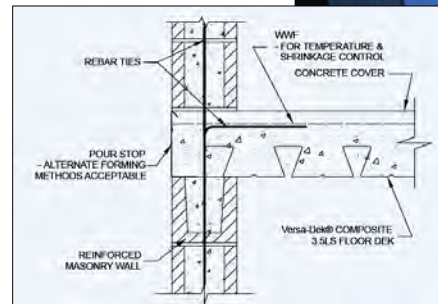 REBAR TIES
WWF
- FOR TEMPERATURE &
SHRINKAGE CONTROL
CONCRETE COVER
POUR STOP
- ALTERNATE FORMING
METHODS ACCEPTABLE
REINFORCED
MASONRY WALL
Versa-Dek® COMPOSITE
3.5LS FLOOR DEK